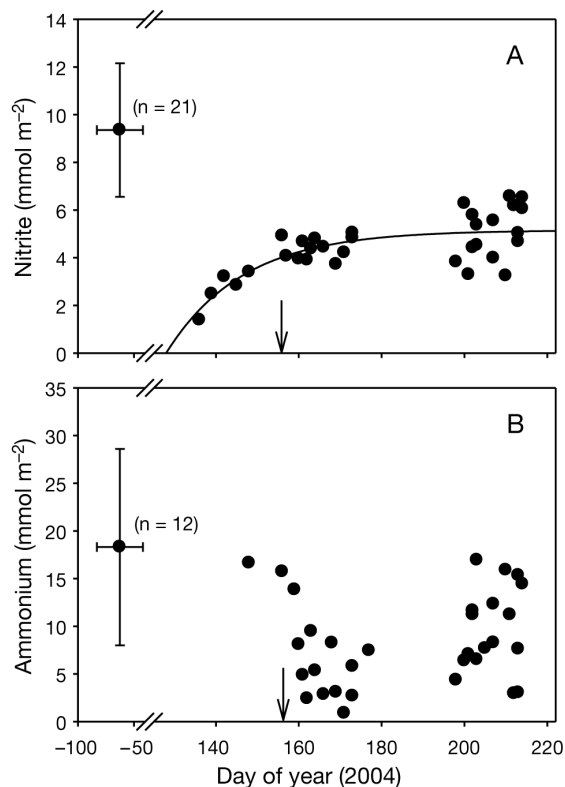 14
12
10
8
6
4
2
0
Nitrite (mmol m⁻²)
(n = 21)
A
35
30
25
20
15
10
5
0
Ammonium (mmol m⁻²)
(n = 12)
B
−100 −50 140 160 180 200 220
Day of year (2004)